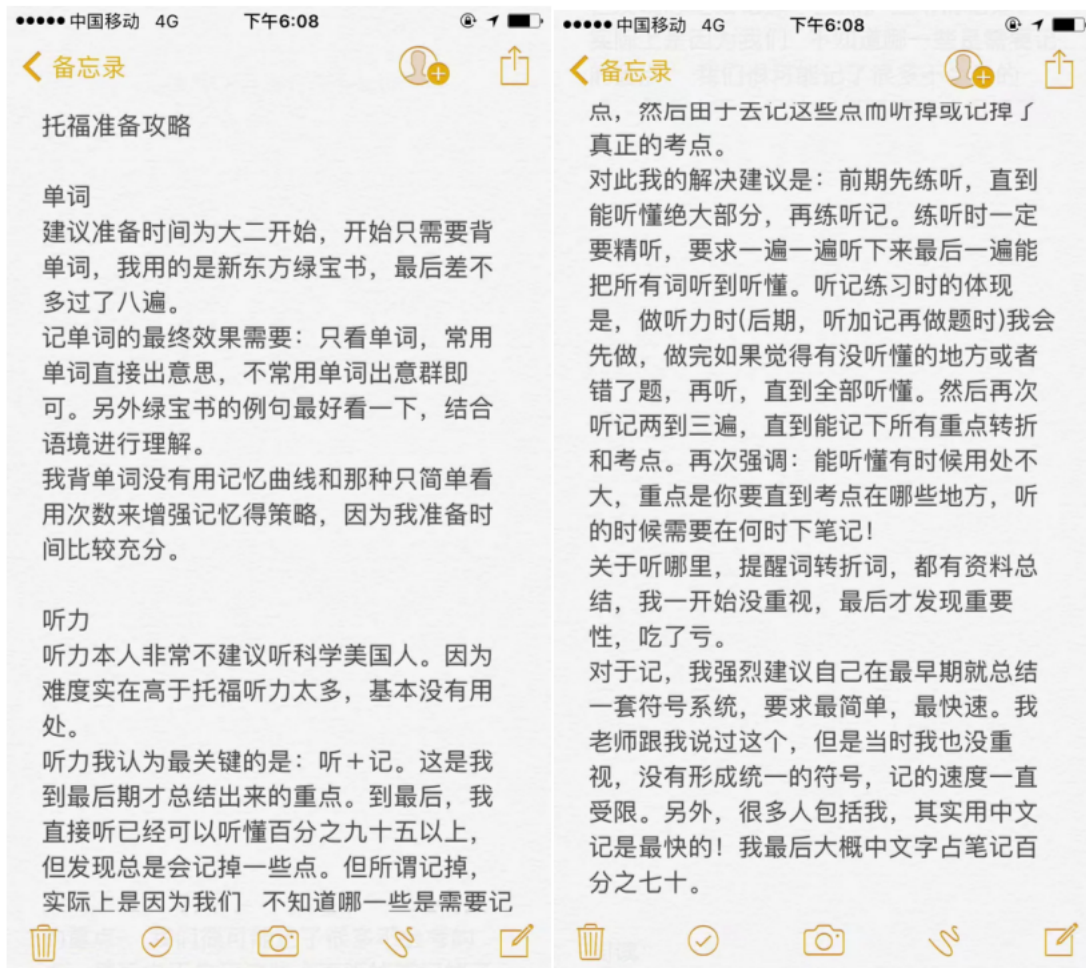 中国移动 4G 下午6:08
备忘录
托福准备攻略
单词
建议准备时间为大二开始，开始只需要背
单词，我用的是新东方绿宝书，最后差不
多过了八遍。
记单词的最终效果需要：只看单词，常用
单词直接出意思，不常用单词出意群即
可。另外绿宝书的例句最好看一下，结合
语境进行理解。
我背单词没有用记忆曲线和那种只简单看
用次数来增强记忆得策略，因为我准备时
间比较充分。
听力
听力本人非常不建议听科学美国人。因为
难度实在高于托福听力太多，基本没有用
处。
听力我认为最关键的是：听＋记。这是我
到最后期才总结出来的重点。到最后，我
直接听已经可以听懂百分之九十五以上，
但发现总是会记掉一些点。但所谓记掉，
实际上是因为我们 不知道哪一些是需要记
中国移动 4G 下午6:08
备忘录
点，然后由于去记这些点而听掉或记掉了
真正的考点。
对此我的解决建议是：前期先练听，直到
能听懂绝大部分，再练听记。练听时一定
要精听，要求一遍一遍听下来最后一遍能
把所有词听到听懂。听记练习时的体现
是，做听力时(后期，听加记再做题时)我会
先做，做完如果觉得有没听懂的地方或者
错了题，再听，直到全部听懂。然后再次
听记两到三遍，直到能记下所有重点转折
和考点。再次强调：能听懂有时候用处不
大，重点是你要直到考点在哪些地方，听
的时候需要在何时下笔记！
关于听哪里，提醒词转折词，都有资料总
结，我一开始没重视，最后才发现重要
性，吃了亏。
对于记，我强烈建议自己在最早期就总结
一套符号系统，要求最简单，最快速。我
老师跟我说过这个，但是当时我也没重
视，没有形成统一的符号，记的速度一直
受限。另外，很多人包括我，其实用中文
记是最快的！我最后大概中文字占笔记百
分之七十。